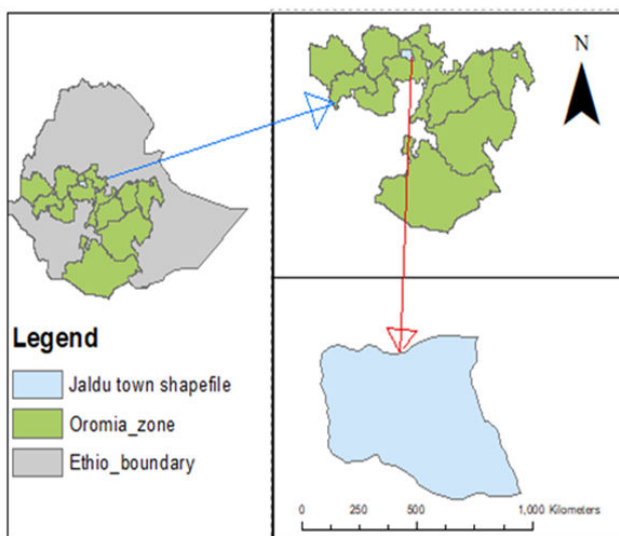 N
Legend
Jaldu town shapefile
Oromia_zone
Ethio_boundary
0 250 500 1,000 Kilometers